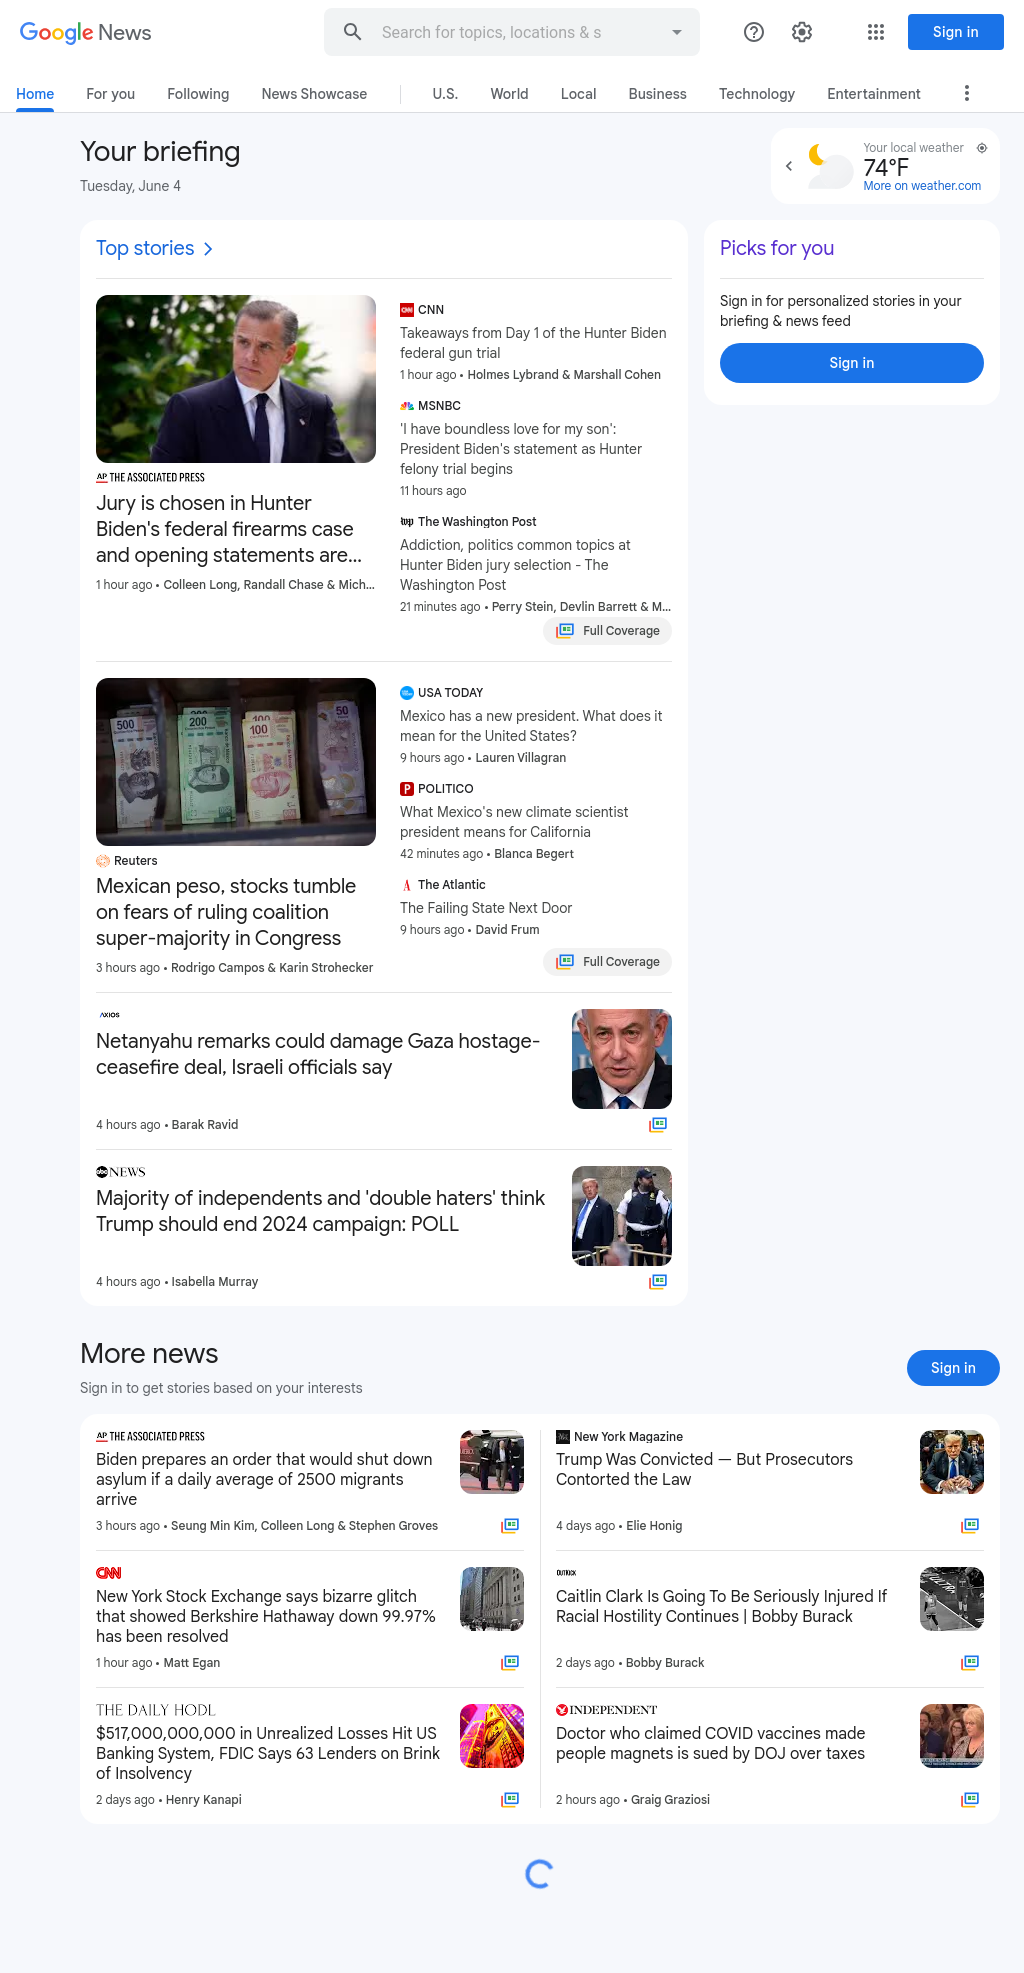 Google News
Search for topics, locations & s
Sign in
Home
For you
Following
News Showcase
U.S.
World
Local
Business
Technology
Entertainment
Your briefing
Tuesday, June 4
Your local weather
74°F
More on weather.com
Top stories
Picks for you
Sign in for personalized stories in your
briefing & news feed
Sign in
AP THE ASSOCIATED PRESS
Jury is chosen in Hunter
Biden's federal firearms case
and opening statements are...
1 hour ago • Colleen Long, Randall Chase & Mich...
CNN
Takeaways from Day 1 of the Hunter Biden
federal gun trial
1 hour ago • Holmes Lybrand & Marshall Cohen
MSNBC
'I have boundless love for my son':
President Biden's statement as Hunter
felony trial begins
11 hours ago
wp The Washington Post
Addiction, politics common topics at
Hunter Biden jury selection - The
Washington Post
21 minutes ago • Perry Stein, Devlin Barrett & M...
Full Coverage
500
200
200
100
100
50
Reuters
Mexican peso, stocks tumble
on fears of ruling coalition
super-majority in Congress
3 hours ago • Rodrigo Campos & Karin Strohecker
USA TODAY
Mexico has a new president. What does it
mean for the United States?
9 hours ago • Lauren Villagran
P POLITICO
What Mexico's new climate scientist
president means for California
42 minutes ago • Blanca Begert
A The Atlantic
The Failing State Next Door
9 hours ago • David Frum
Full Coverage
AXIOS
Netanyahu remarks could damage Gaza hostage-
ceasefire deal, Israeli officials say
4 hours ago • Barak Ravid
abc NEWS
Majority of independents and 'double haters' think
Trump should end 2024 campaign: POLL
4 hours ago • Isabella Murray
More news
Sign in to get stories based on your interests
Sign in
AP THE ASSOCIATED PRESS
Biden prepares an order that would shut down
asylum if a daily average of 2500 migrants
arrive
3 hours ago • Seung Min Kim, Colleen Long & Stephen Groves
New York Magazine
Trump Was Convicted — But Prosecutors
Contorted the Law
4 days ago • Elie Honig
CNN
New York Stock Exchange says bizarre glitch
that showed Berkshire Hathaway down 99.97%
has been resolved
1 hour ago • Matt Egan
OUTKICK
Caitlin Clark Is Going To Be Seriously Injured If
Racial Hostility Continues | Bobby Burack
2 days ago • Bobby Burack
THE DAILY HODL
$517,000,000,000 in Unrealized Losses Hit US
Banking System, FDIC Says 63 Lenders on Brink
of Insolvency
2 days ago • Henry Kanapi
INDEPENDENT
Doctor who claimed COVID vaccines made
people magnets is sued by DOJ over taxes
2 hours ago • Graig Graziosi